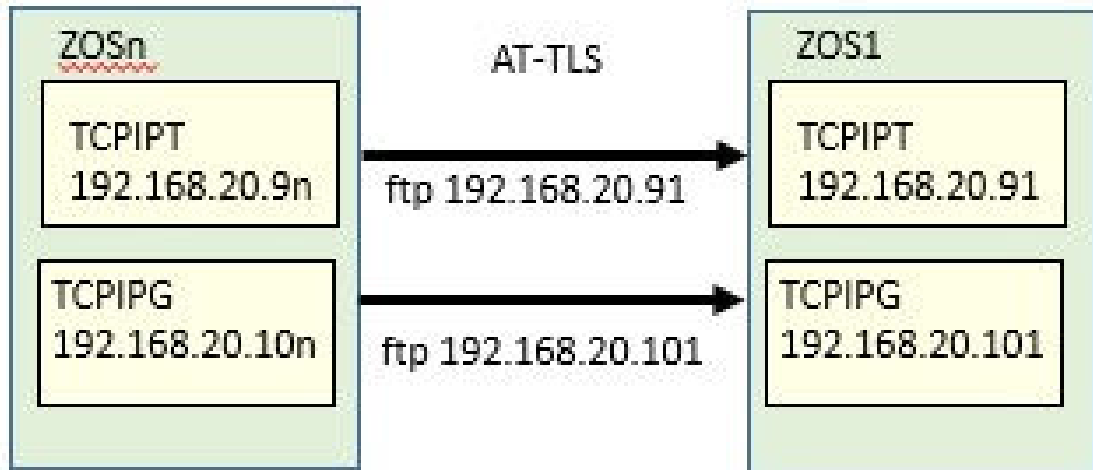 ZOSn
TCPIPT
192.168.20.9n
TCPIPG
192.168.20.10n
AT-TLS
ftp 192.168.20.91
ftp 192.168.20.101
ZOS1
TCPIPT
192.168.20.91
TCPIPG
192.168.20.101